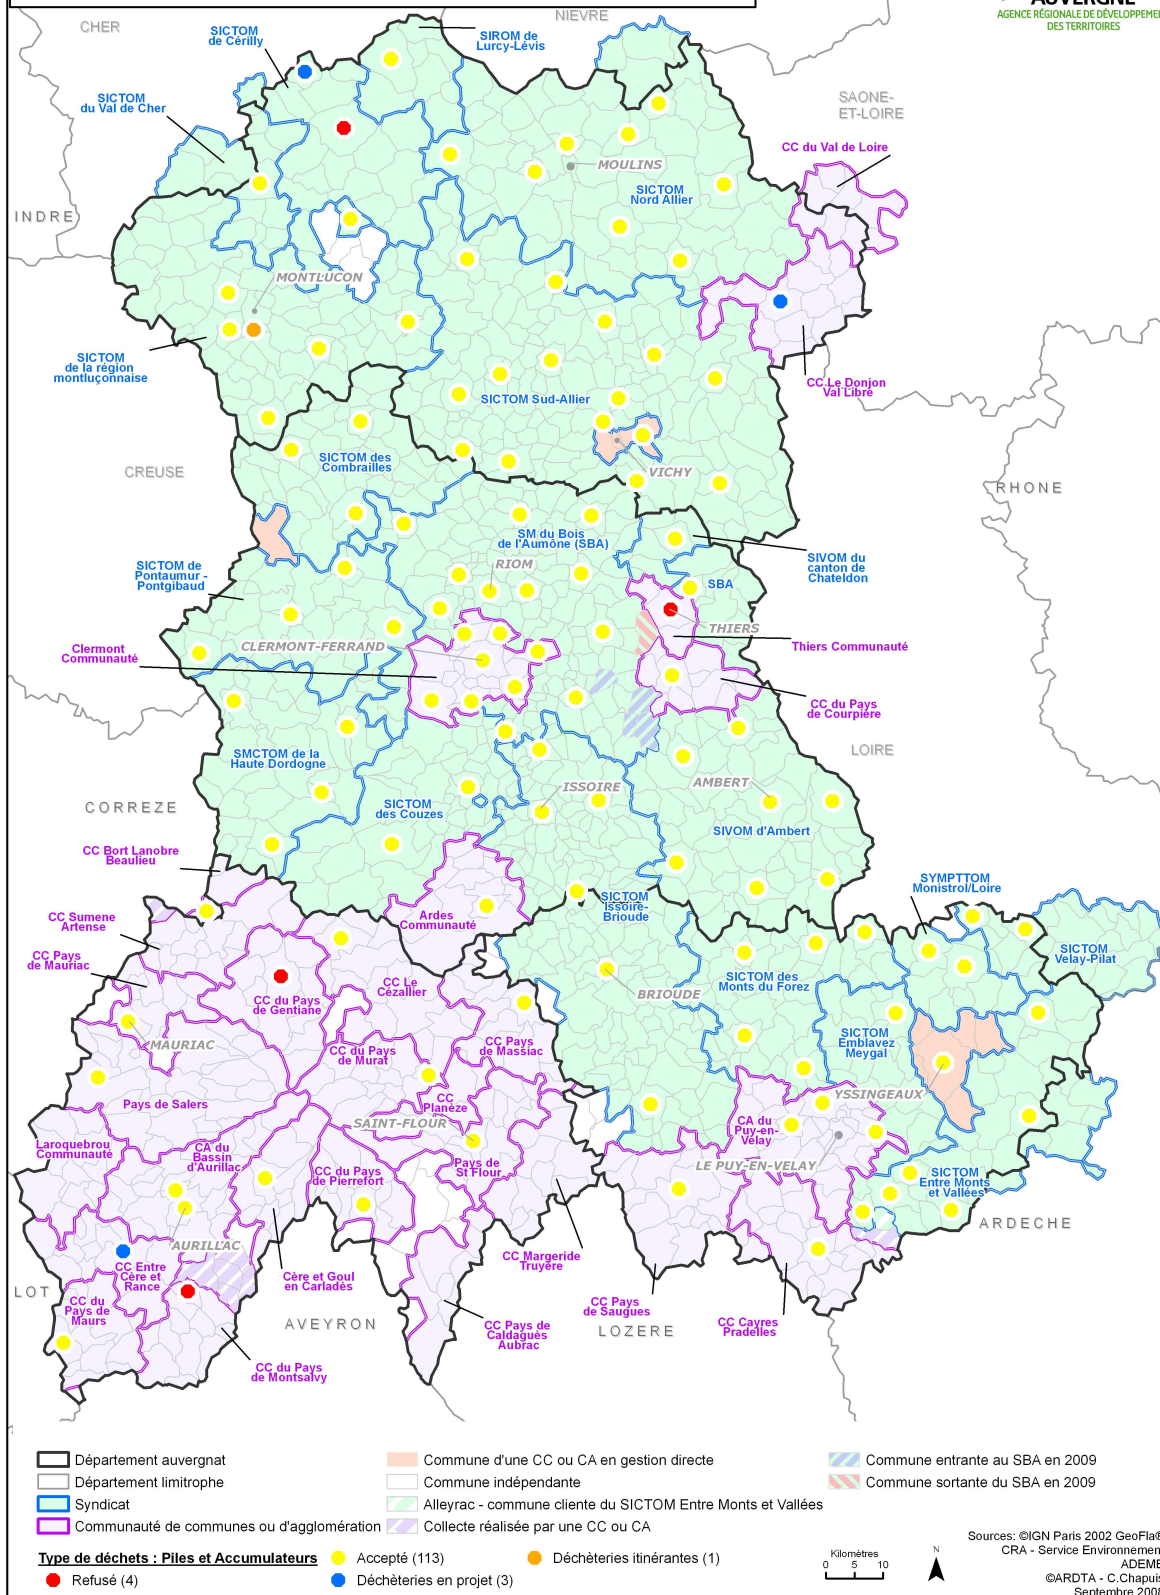 AUVERGNE
AGENCE RÉGIONALE DE DÉVELOPPEME
DES TERRITOIRES
CHER
NIEVRE
SICTOM
de Cérilly
SIROM de
Lurcy-Lévis
SICTOM
du Val de Cher
SAONE-
ET-LOIRE
CC du Val de Loire
MOULINS
SICTOM
Nord Allier
INDRE
MONTLUCON
SICTOM
de la région
montluçonnaise
CC Le Donjon
Val Libre
SICTOM Sud-Allier
SICTOM des
Combrailles
CREUSE
VICHY
RHONE
SM du Bois
de l'Aumône (SBA)
RIOM
SIVOM du
canton de
Chateldon
SICTOM de
Pontaumur -
Pontgibaud
SBA
THIERS
CLERMONT-FERRAND
Clermont
Communauté
Thiers Communauté
CC du Pays
de Courpière
LOIRE
SMCTOM de la
Haute Dordogne
ISSOIRE
AMBERT
CORREZE
SICTOM
des Couzes
SIVOM d'Ambert
CC Bort Lanobre
Beaulieu
SICTOM
Issoire-
Brioude
SYMPTTOM
Monistrol/Loire
CC Sumene
Artense
Ardes
Communauté
SICTOM
Velay-Pilat
CC Pays
de Mauriac
CC du Pays
de Gentiane
CC Le
Cézallier
BRIOUDE
SICTOM des
Monts du Forez
MAURIAC
CC du Pays
de Murat
CC Pays
de Massiac
SICTOM
Emblavez
Meygal
YSSINGEAUX
Pays de Salers
CC
Planèze
SAINT-FLOUR
CA du
Puy-en-
Velay
Laroquebrou
Communauté
CA du
Bassin
d'Aurillac
CC du Pays
de Pierrefort
Pays de
St Flour
LE PUY-EN-VELAY
SICTOM
Entre Monts
et Vallées
ARDECHE
AURILLAC
CC Entre
Cère et
Rance
Cère et Goul
en Carladès
CC Margeride
Truyère
LOT
CC du
Pays de
Maurs
AVEYRON
CC Pays de
Caldaguès
Aubrac
CC Pays
de Saugues
LOZERE
CC Cayres
Pradelles
CC du Pays
de Montsalvy
Département auvergnat
Département limitrophe
Syndicat
Communauté de communes ou d'agglomération
Commune d'une CC ou CA en gestion directe
Commune indépendante
Alleyrac - commune cliente du SICTOM Entre Monts et Vallées
Collecte réalisée par une CC ou CA
Commune entrante au SBA en 2009
Commune sortante du SBA en 2009
Type de déchets : Piles et Accumulateurs
Accepté (113)
Déchèteries itinérantes (1)
Refusé (4)
Déchèteries en projet (3)
Kilomètres
0 5 10
N
Sources: ©IGN Paris 2002 GeoFla®
CRA - Service Environnemen
ADEME
©ARDTA - C.Chapuis
Septembre 2008